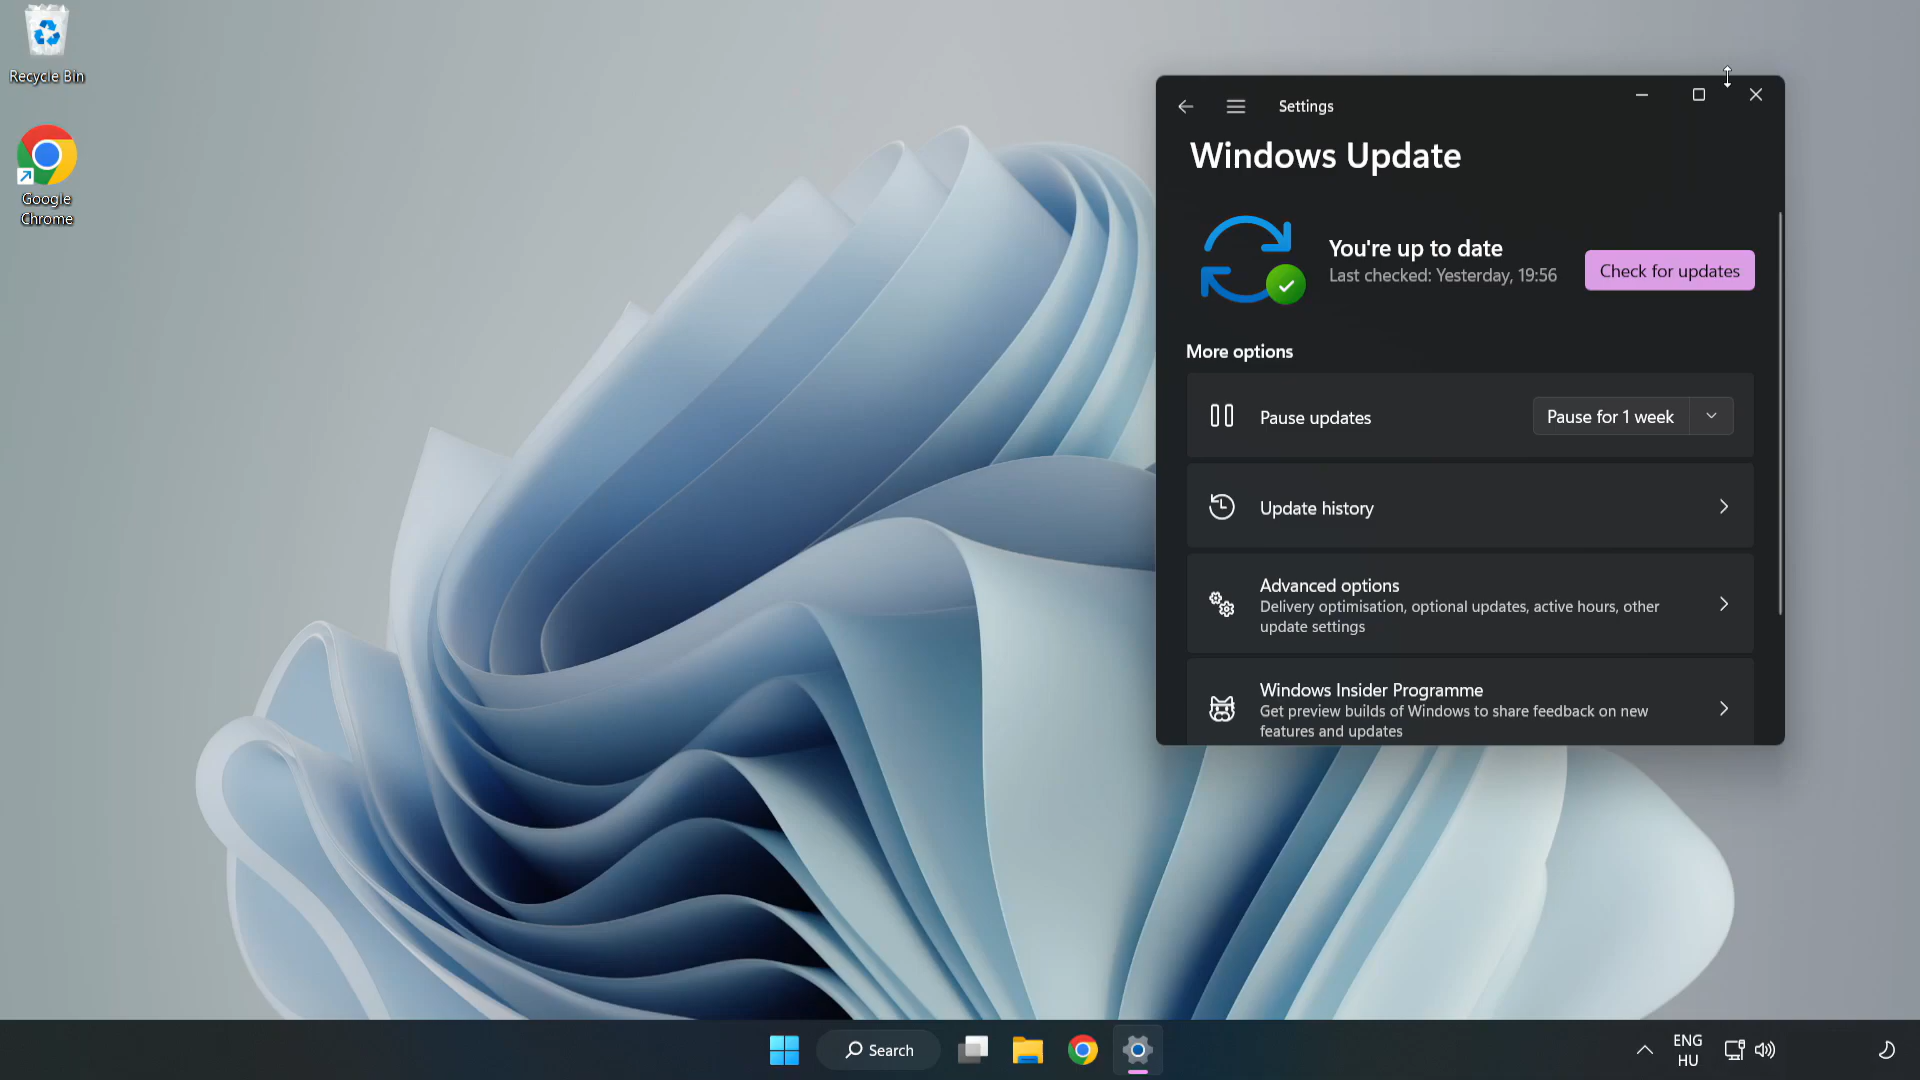 Recycle Bin
Google
Chrome
Settings
Windows Update
You're up to date
Last checked: Yesterday, 19:56
Check for updates
More options
Pause updates
Pause for 1 week
Update history
Advanced options
Delivery optimisation, optional updates, active hours, other
update settings
Windows Insider Programme
Get preview builds of Windows to share feedback on new
features and updates
Search
ENG
HU